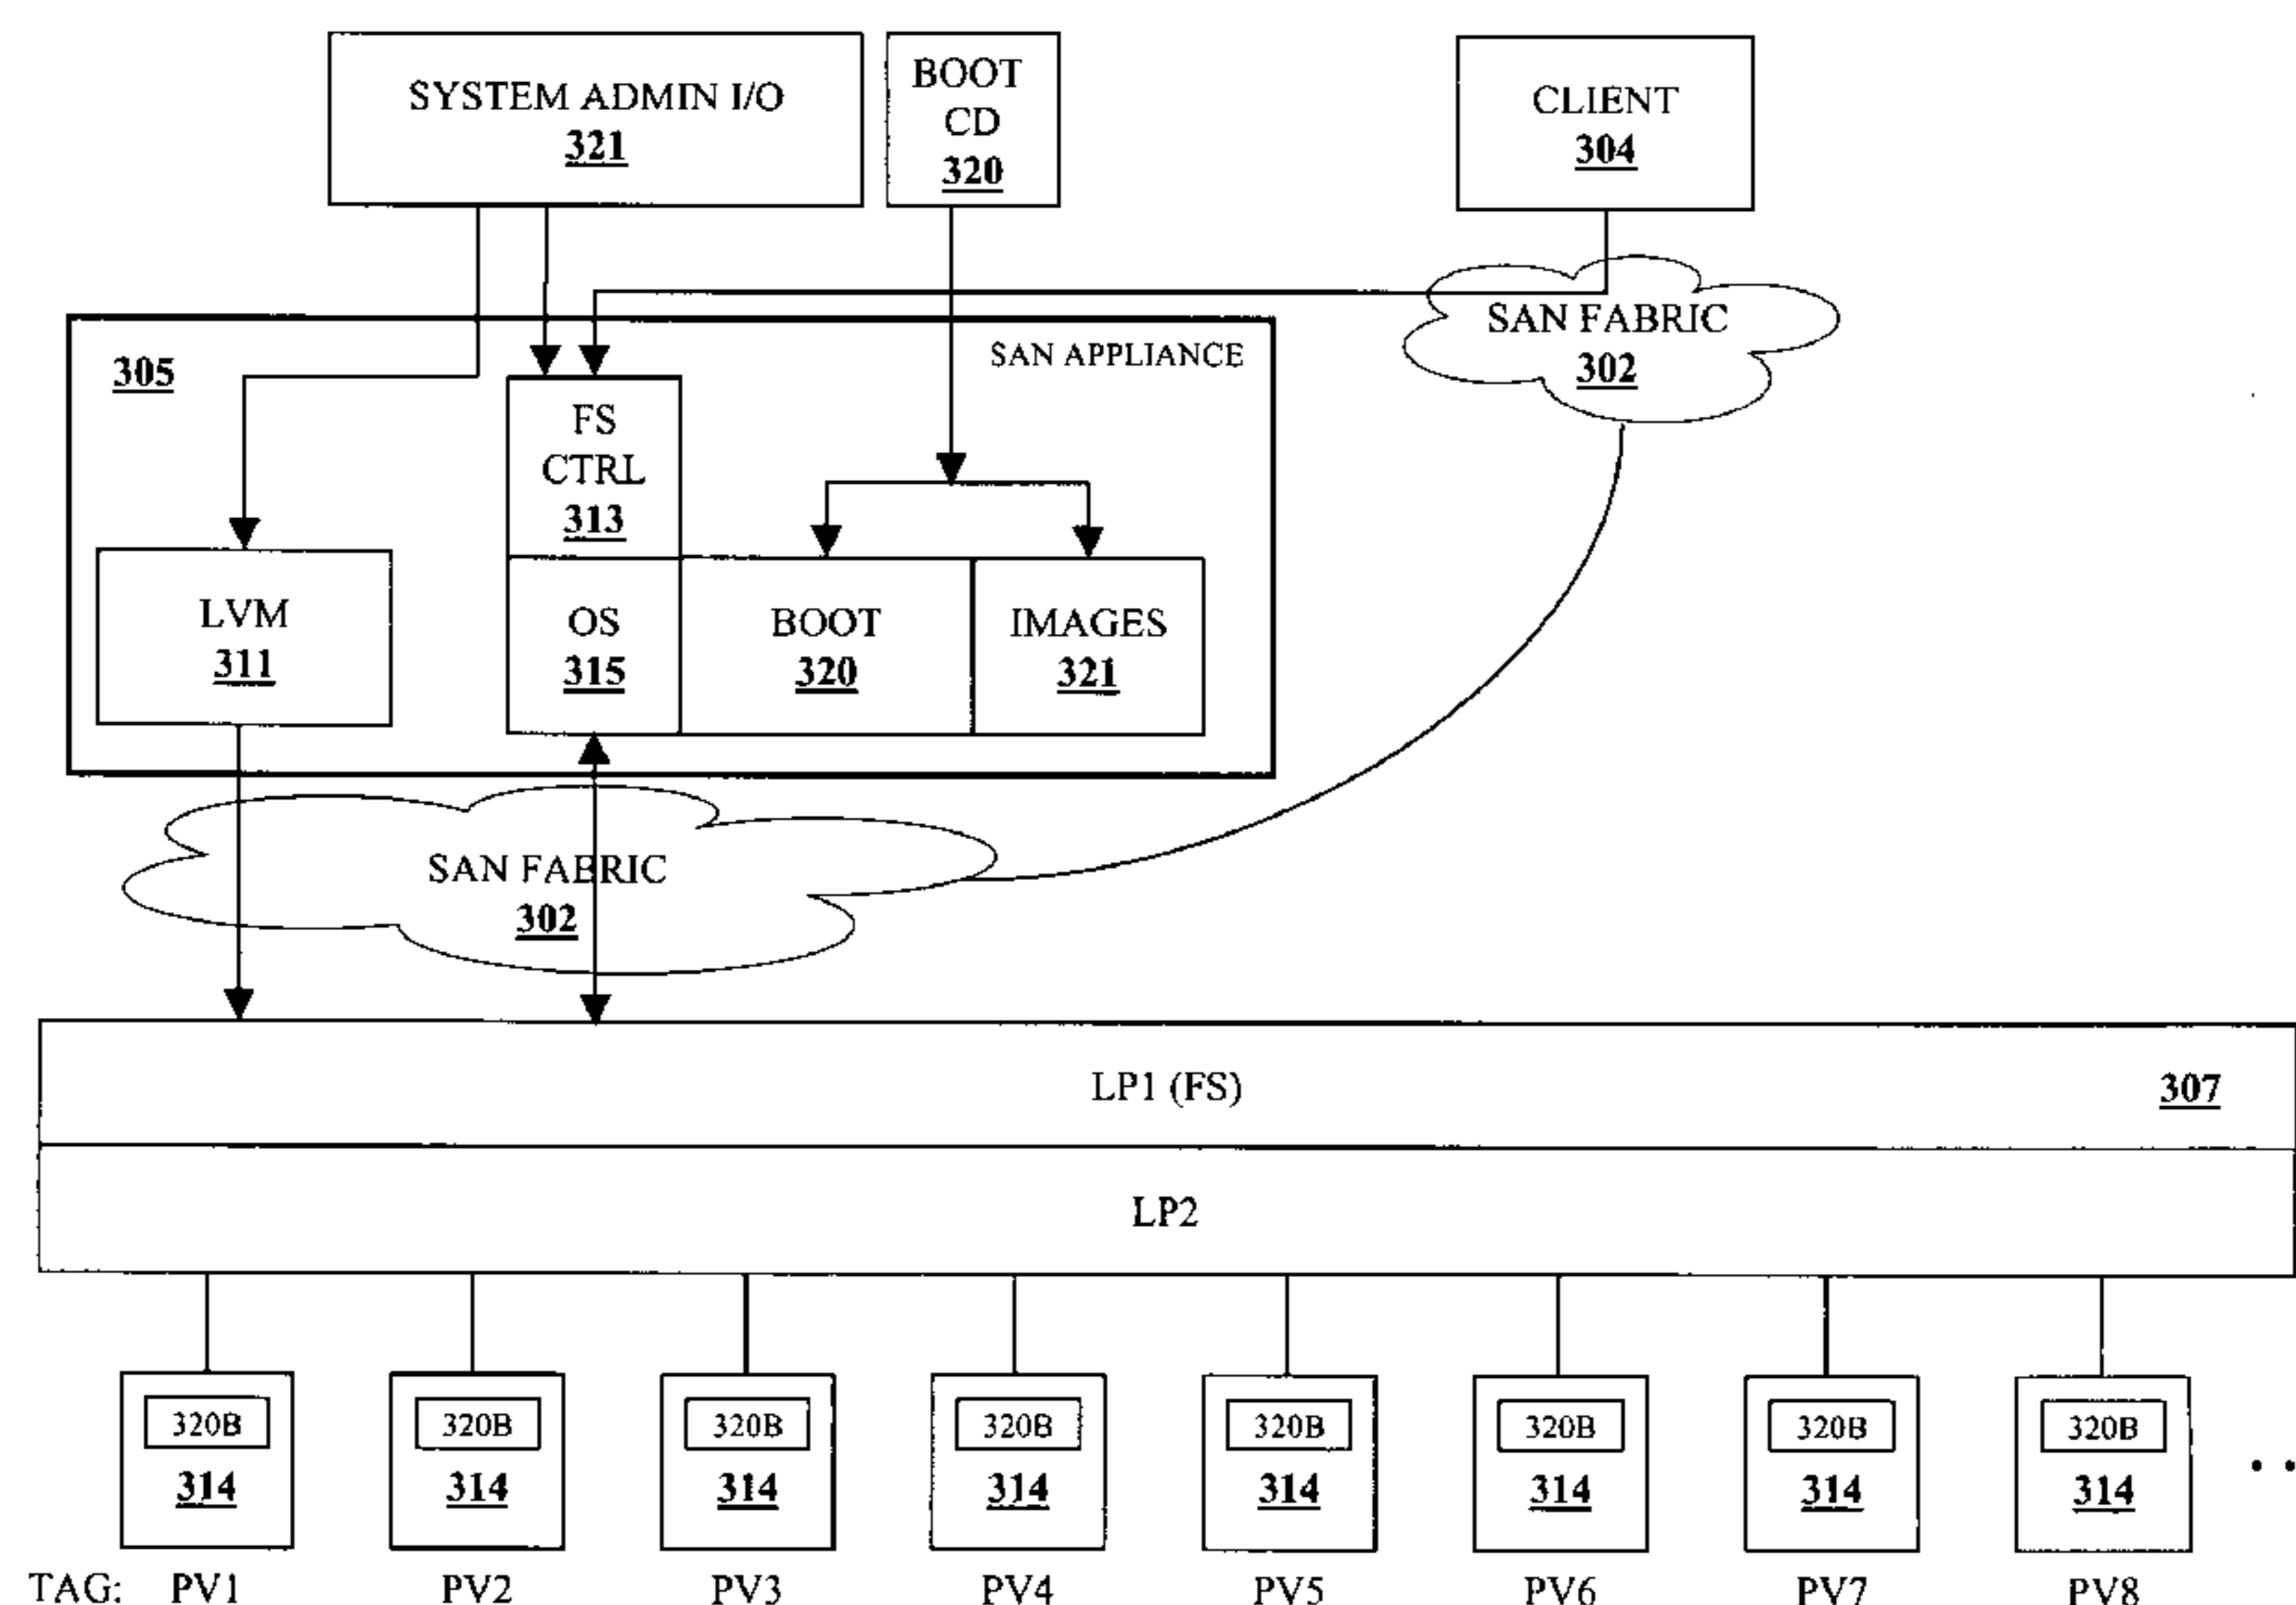 SYSTEM ADMIN I/O
321
BOOT
CD
320
CLIENT
304
SAN FABRIC
302
305
SAN APPLIANCE
FS
CTRL
313
LVM
311
OS
315
BOOT
320
IMAGES
321
SAN FABRIC
302
LP1 (FS)
307
LP2
320B 320B 320B 320B 320B 320B 320B 320B
314 314 314 314 314 314 314 314
TAG: PV1 PV2 PV3 PV4 PV5 PV6 PV7 PV8